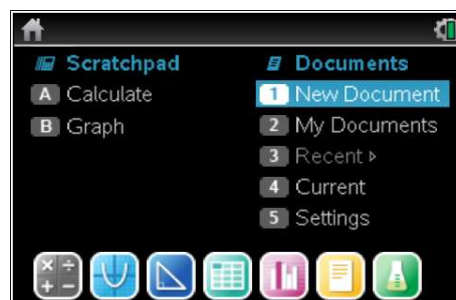 Scratchpad
A Calculate
B Graph
Documents
1 New Document
2 My Documents
3 Recent ▸
4 Current
5 Settings